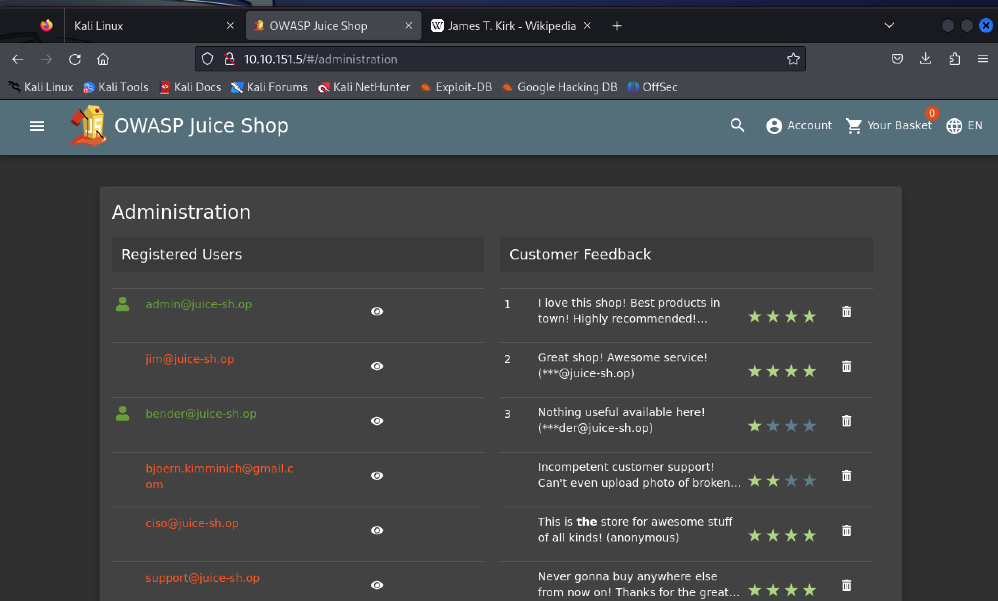 Kali Linux
OWASP Juice Shop
James T. Kirk - Wikipedia
10.10.151.5/#/administration
Kali Linux Kali Tools Kali Docs Kali Forums Kali NetHunter Exploit-DB Google Hacking DB OffSec
OWASP Juice Shop
Account Your Basket 0 EN
Administration
Registered Users
admin@juice-sh.op
jim@juice-sh.op
bender@juice-sh.op
bjoern.kimminich@gmail.c
om
ciso@juice-sh.op
support@juice-sh.op
Customer Feedback
1 I love this shop! Best products in
town! Highly recommended!...
2 Great shop! Awesome service!
(***@juice-sh.op)
3 Nothing useful available here!
(***der@juice-sh.op)
Incompetent customer support!
Can't even upload photo of broken...
This is the store for awesome stuff
of all kinds! (anonymous)
Never gonna buy anywhere else
from now on! Thanks for the great...